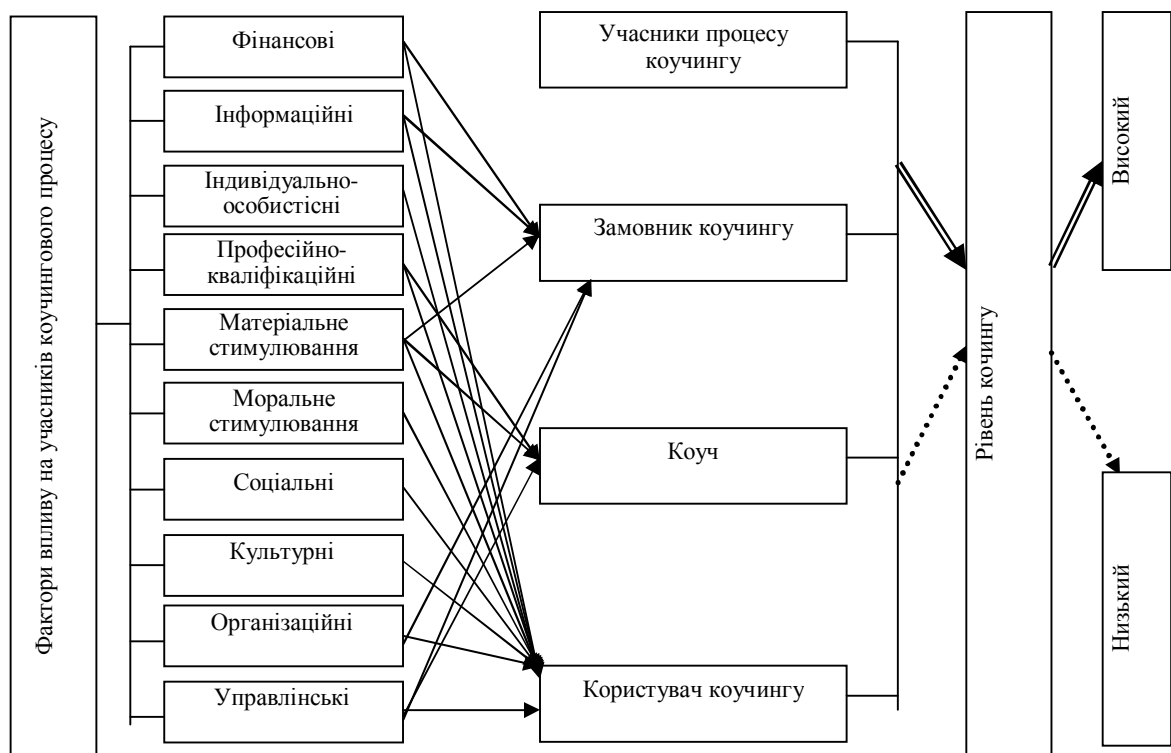 Фактори впливу на учасників коучингового процесу
Фінансові
Інформаційні
Індивідуально-
особистісні
Професійно-
кваліфікаційні
Матеріальне
стимулювання
Моральне
стимулювання
Соціальні
Культурні
Організаційні
Управлінські
Учасники процесу
коучингу
Замовник коучингу
Коуч
Користувач коучингу
Рівень кочингу
Високий
Низький